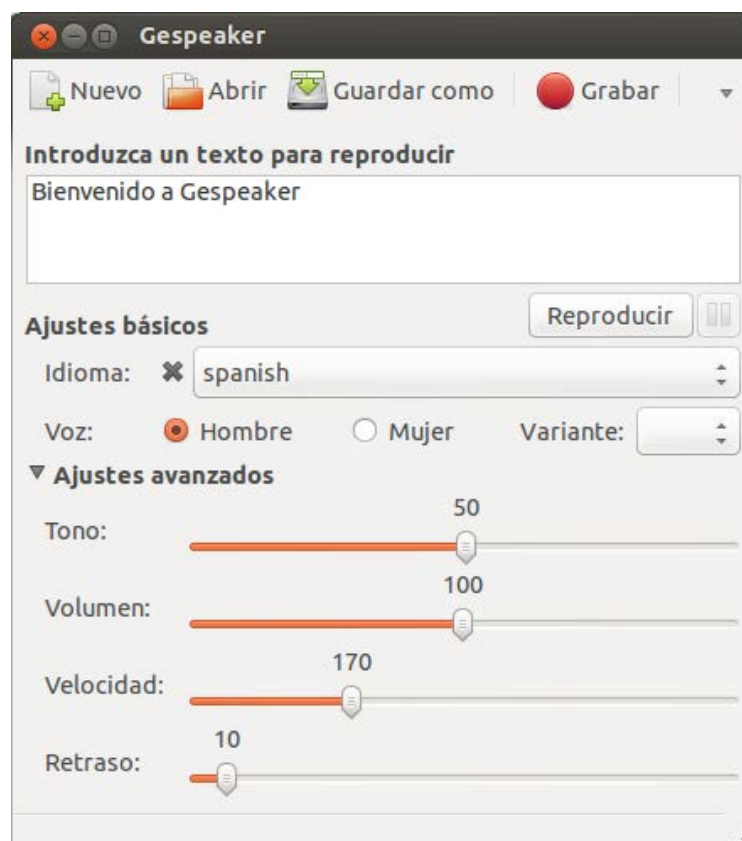 Gespeaker
Nuevo Abrir Guardar como Grabar
Introduzca un texto para reproducir
Bienvenido a Gespeaker
Reproducir
Ajustes básicos
Idioma: spanish
Voz: Hombre Mujer Variante:
Ajustes avanzados
50
Tono:
100
Volumen:
170
Velocidad:
10
Retraso: